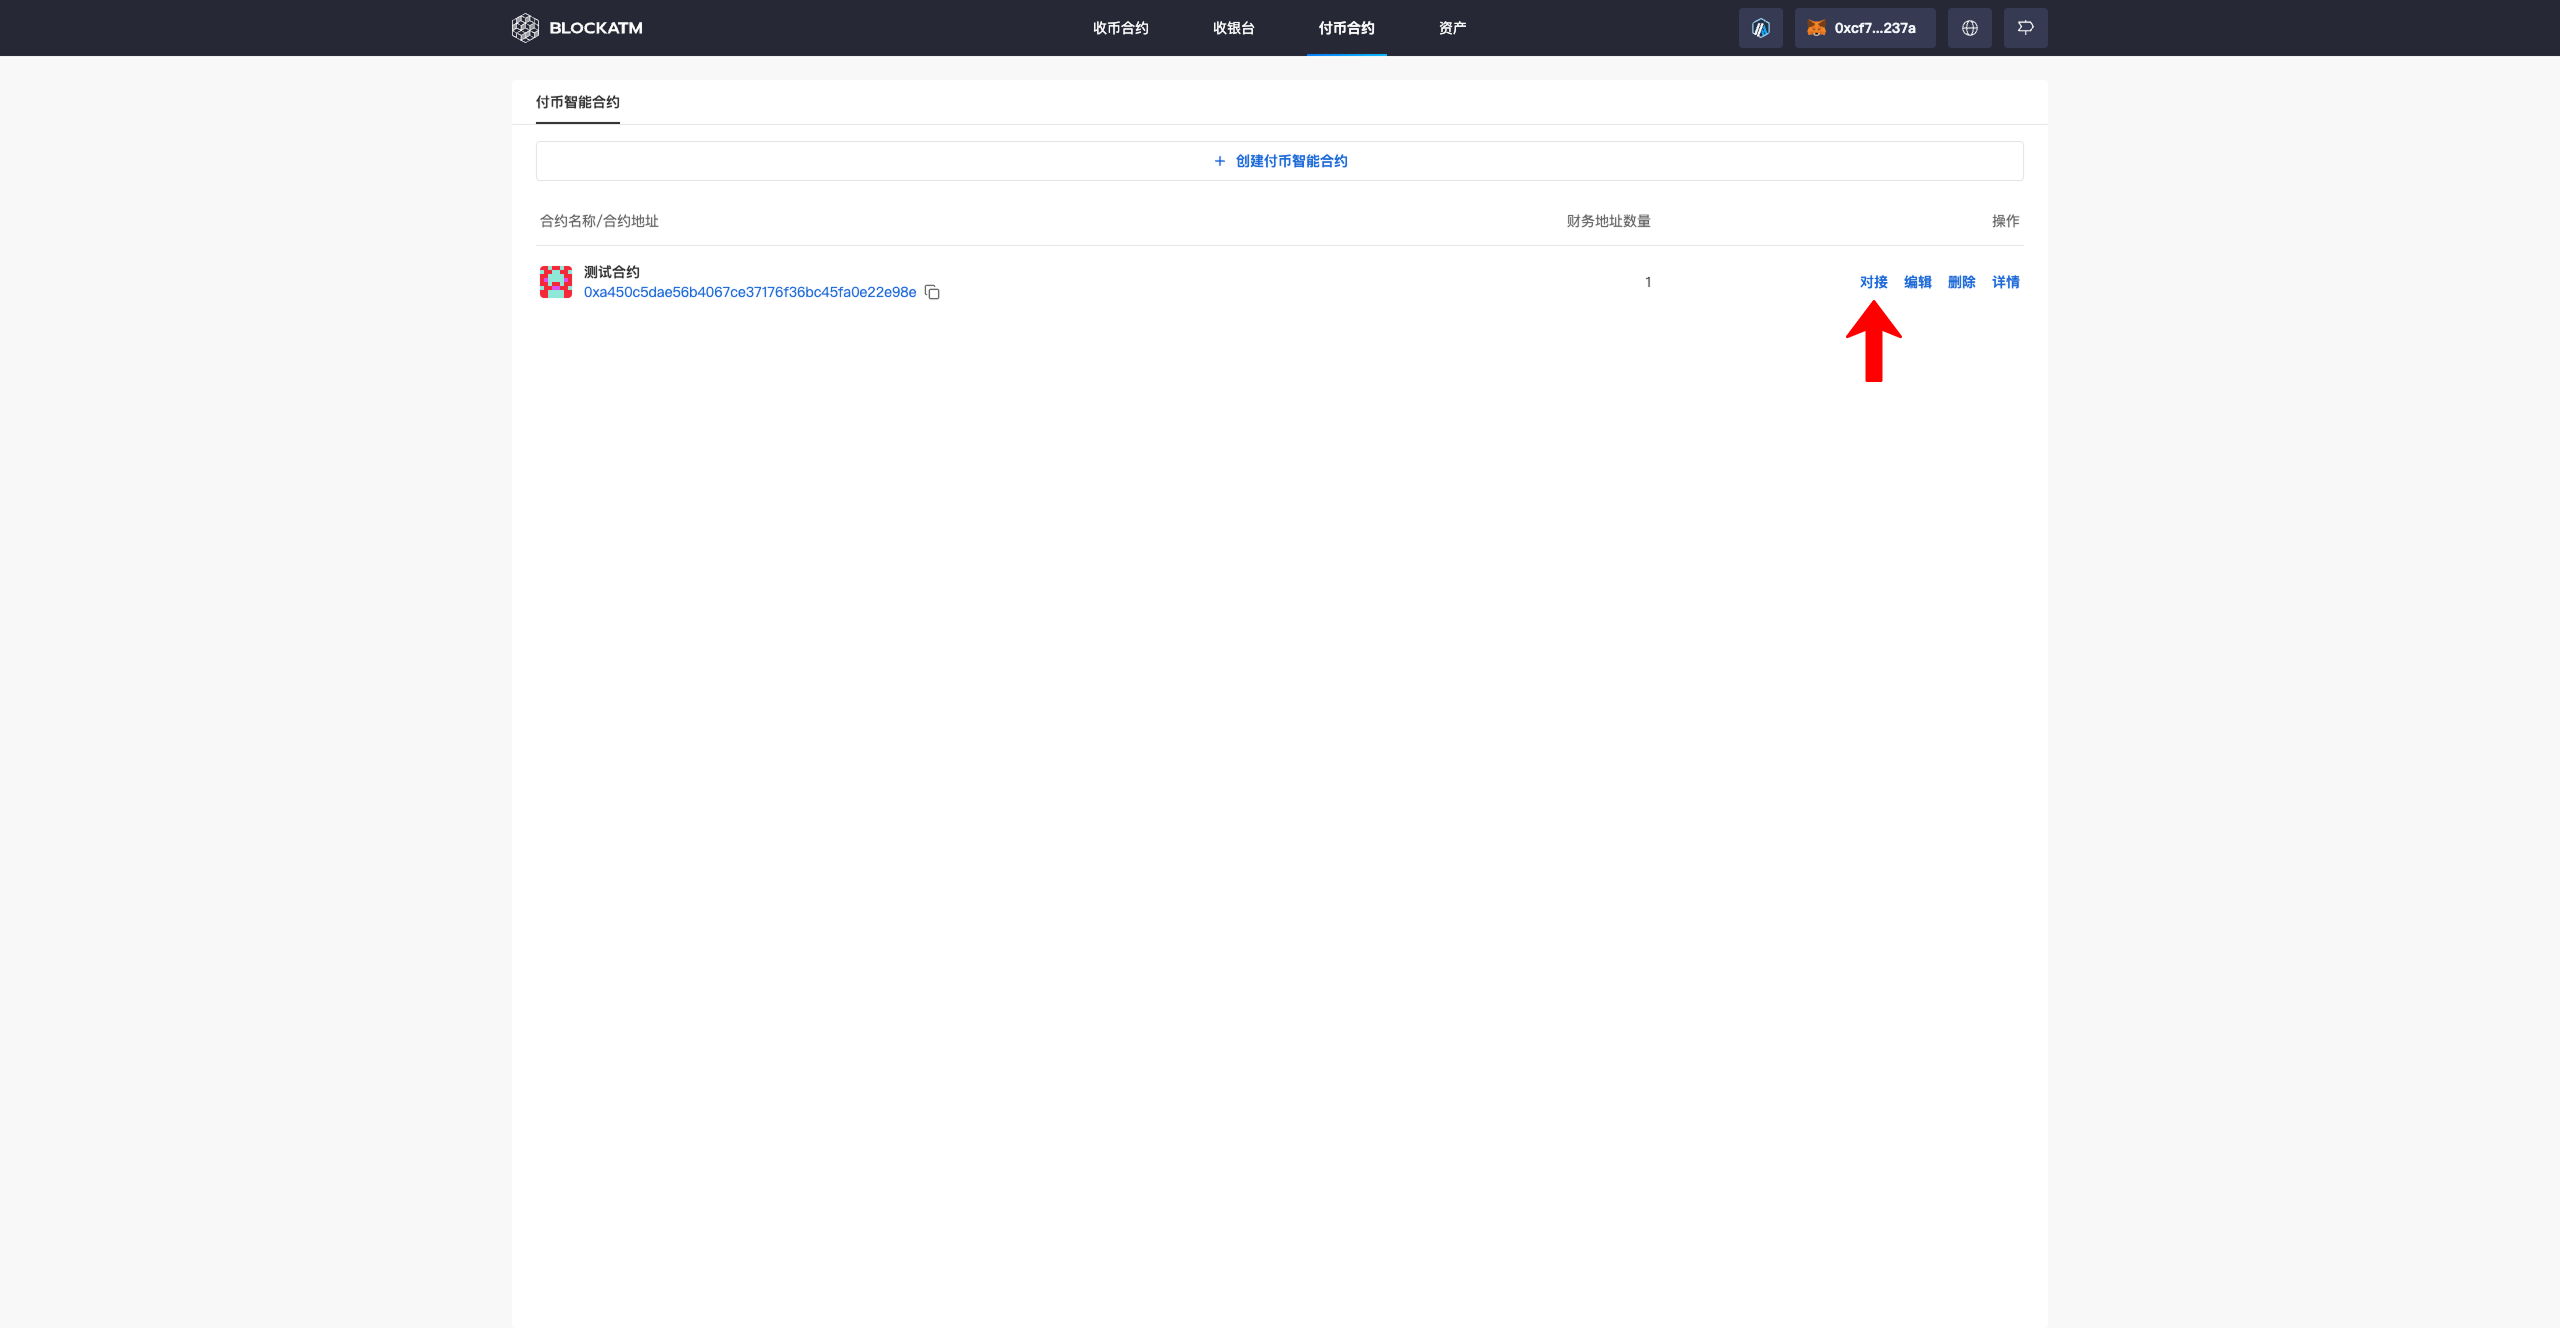 BLOCKATM
收币合约
收银台
付币合约
资产
0xcf7...237a
付币智能合约
+ 创建付币智能合约
合约名称/合约地址
财务地址数量
操作
测试合约
0xa450c5dae56b4067ce37176f36bc45fa0e22e98e
1
对接 编辑 删除 详情